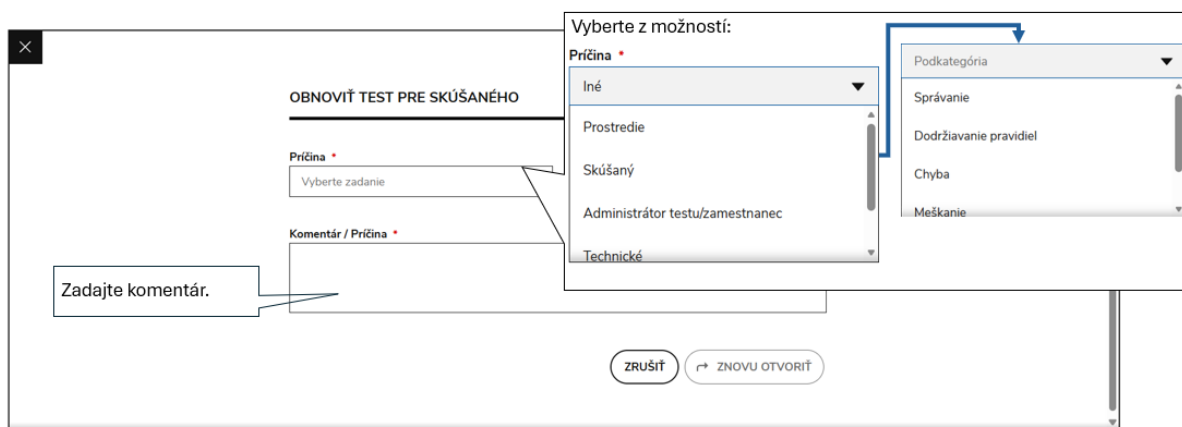 Vyberte z možností:
Príčina *
Iné
Prostredie
Skúšaný
Administrátor testu/zamestnanec
Technické
Podkategória
Správanie
Dodržiavanie pravidiel
Chyba
Meškanie
OBNOVIŤ TEST PRE SKÚŠANÉHO
Príčina *
Vyberte zadanie
Komentár / Príčina *
Zadajte komentár.
ZRUŠIŤ
ZNOVU OTVORIŤ